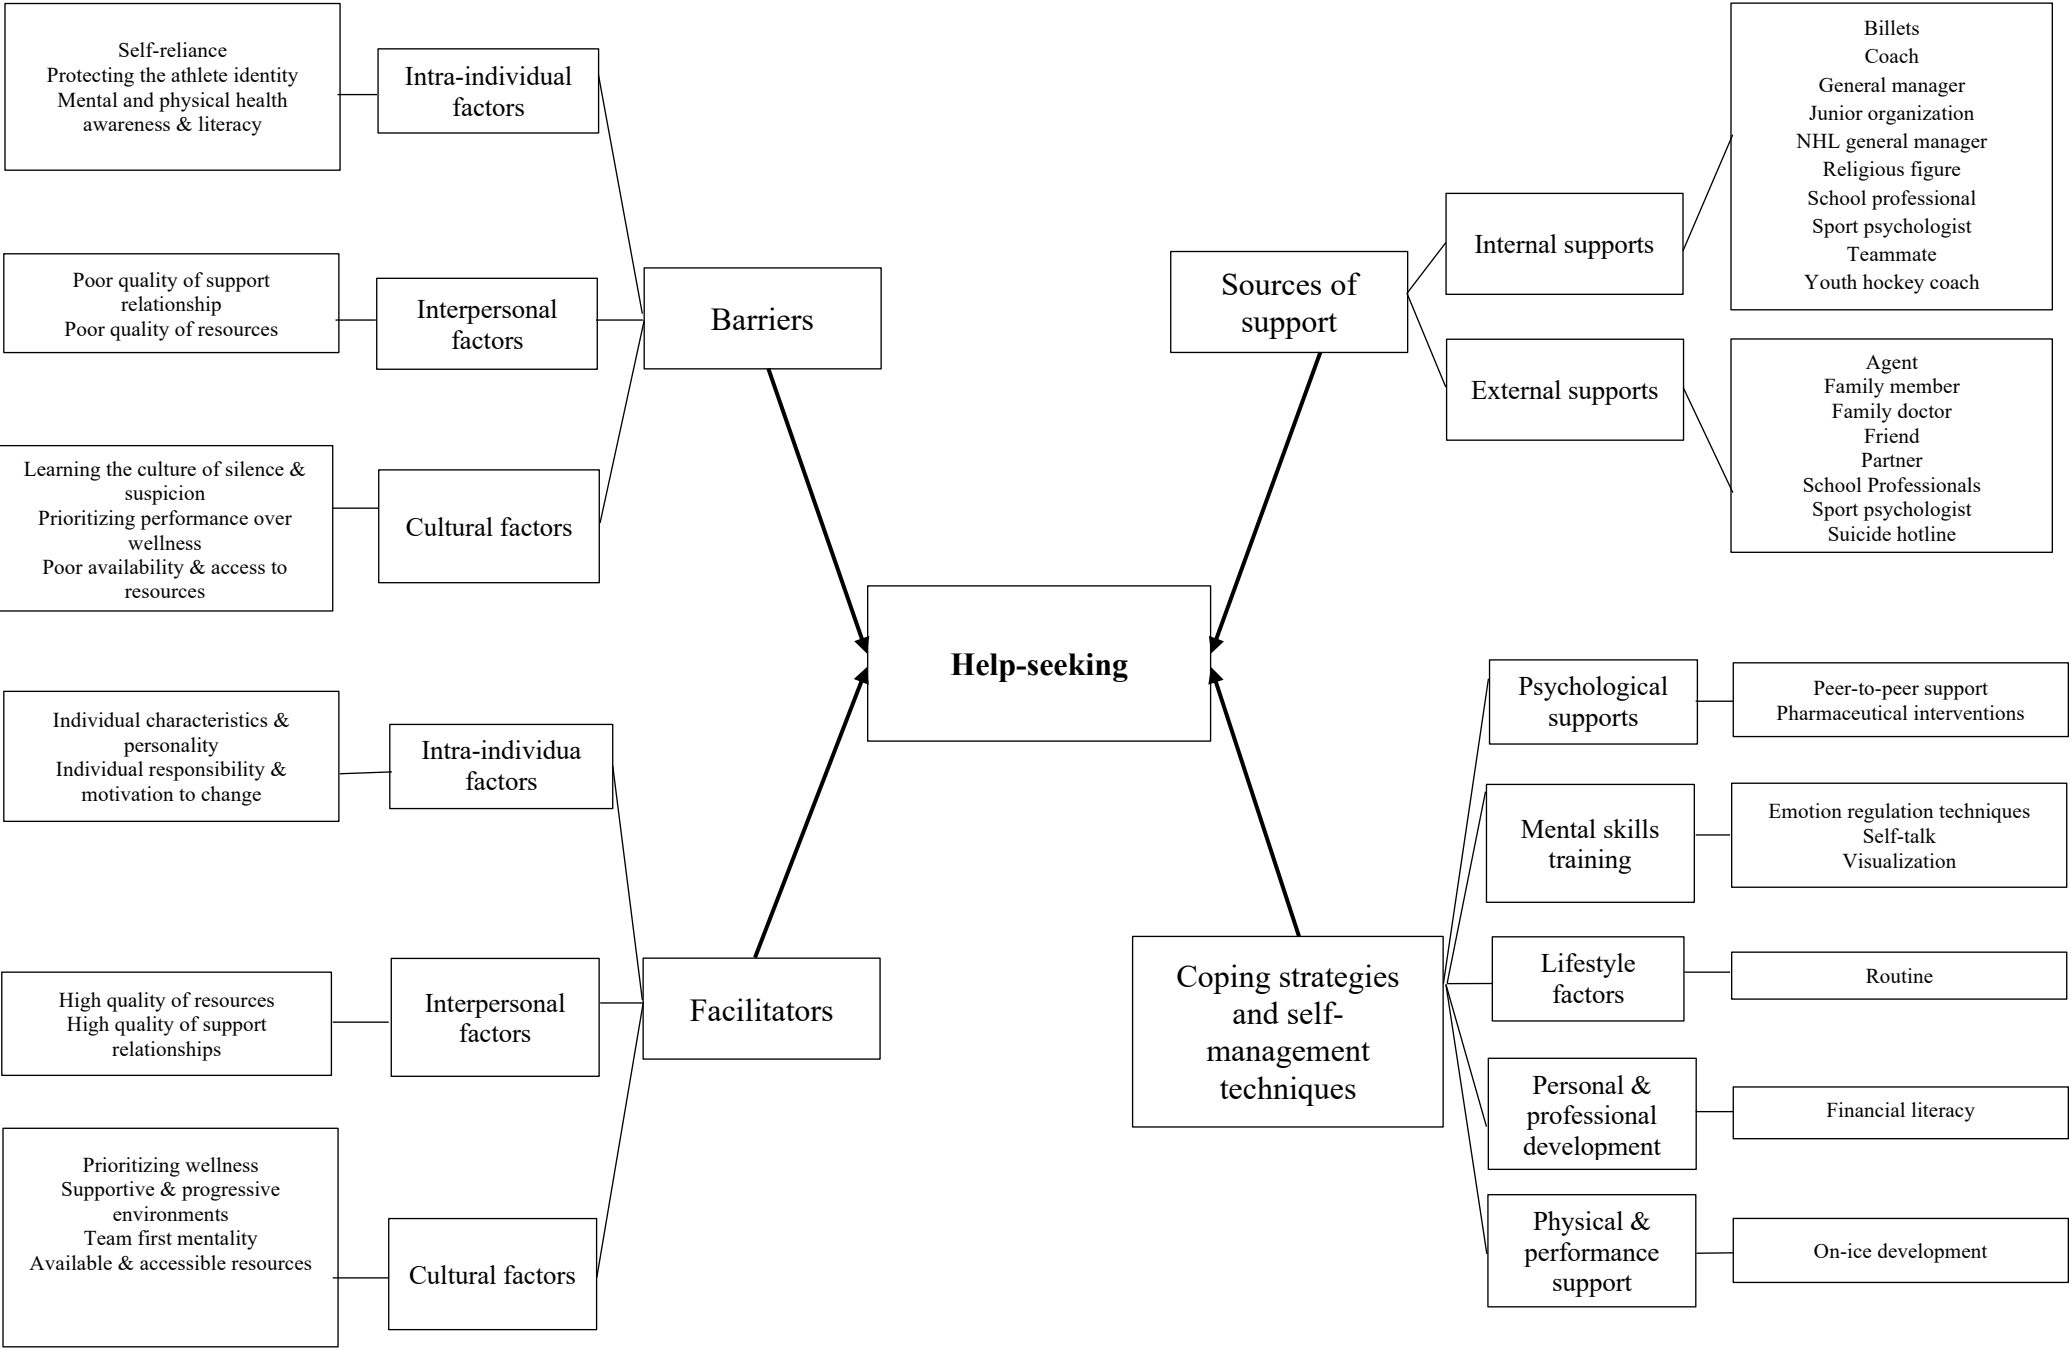 Self-reliance
Protecting the athlete identity
Mental and physical health
awareness & literacy
Intra-individual
factors
Poor quality of support
relationship
Poor quality of resources
Interpersonal
factors
Learning the culture of silence &
suspicion
Prioritizing performance over
wellness
Poor availability & access to
resources
Cultural factors
Barriers
Individual characteristics &
personality
Individual responsibility &
motivation to change
Intra-individua
factors
High quality of resources
High quality of support
relationships
Interpersonal
factors
Prioritizing wellness
Supportive & progressive
environments
Team first mentality
Available & accessible resources
Cultural factors
Facilitators
Help-seeking
Sources of
support
Internal supports
Billets
Coach
General manager
Junior organization
NHL general manager
Religious figure
School professional
Sport psychologist
Teammate
Youth hockey coach
External supports
Agent
Family member
Family doctor
Friend
Partner
School Professionals
Sport psychologist
Suicide hotline
Coping strategies
and self-
management
techniques
Psychological
supports
Peer-to-peer support
Pharmaceutical interventions
Mental skills
training
Emotion regulation techniques
Self-talk
Visualization
Lifestyle
factors
Routine
Personal &
professional
development
Financial literacy
Physical &
performance
support
On-ice development